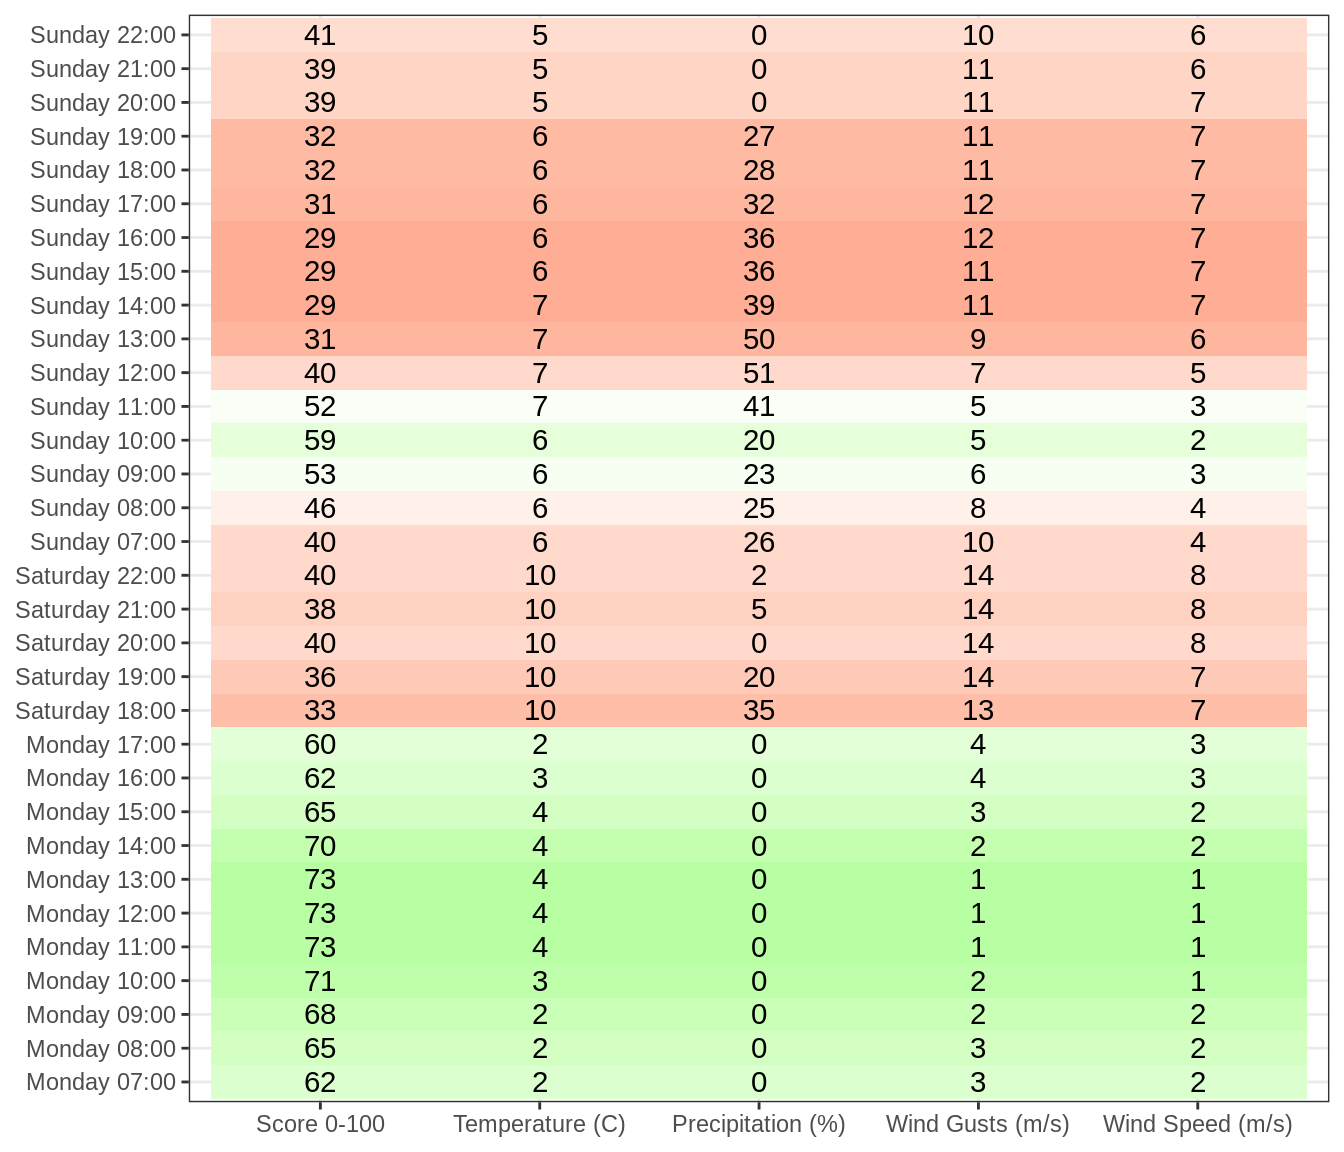 Sunday 22:00 41 5 0 10 6
Sunday 21:00 39 5 0 11 6
Sunday 20:00 39 5 0 11 7
Sunday 19:00 32 6 27 11 7
Sunday 18:00 32 6 28 11 7
Sunday 17:00 31 6 32 12 7
Sunday 16:00 29 6 36 12 7
Sunday 15:00 29 6 36 11 7
Sunday 14:00 29 7 39 11 7
Sunday 13:00 31 7 50 9 6
Sunday 12:00 40 7 51 7 5
Sunday 11:00 52 7 41 5 3
Sunday 10:00 59 6 20 5 2
Sunday 09:00 53 6 23 6 3
Sunday 08:00 46 6 25 8 4
Sunday 07:00 40 6 26 10 4
Saturday 22:00 40 10 2 14 8
Saturday 21:00 38 10 5 14 8
Saturday 20:00 40 10 0 14 8
Saturday 19:00 36 10 20 14 7
Saturday 18:00 33 10 35 13 7
Monday 17:00 60 2 0 4 3
Monday 16:00 62 3 0 4 3
Monday 15:00 65 4 0 3 2
Monday 14:00 70 4 0 2 2
Monday 13:00 73 4 0 1 1
Monday 12:00 73 4 0 1 1
Monday 11:00 73 4 0 1 1
Monday 10:00 71 3 0 2 1
Monday 09:00 68 2 0 2 2
Monday 08:00 65 2 0 3 2
Monday 07:00 62 2 0 3 2
Score 0-100 Temperature (C) Precipitation (%) Wind Gusts (m/s) Wind Speed (m/s)